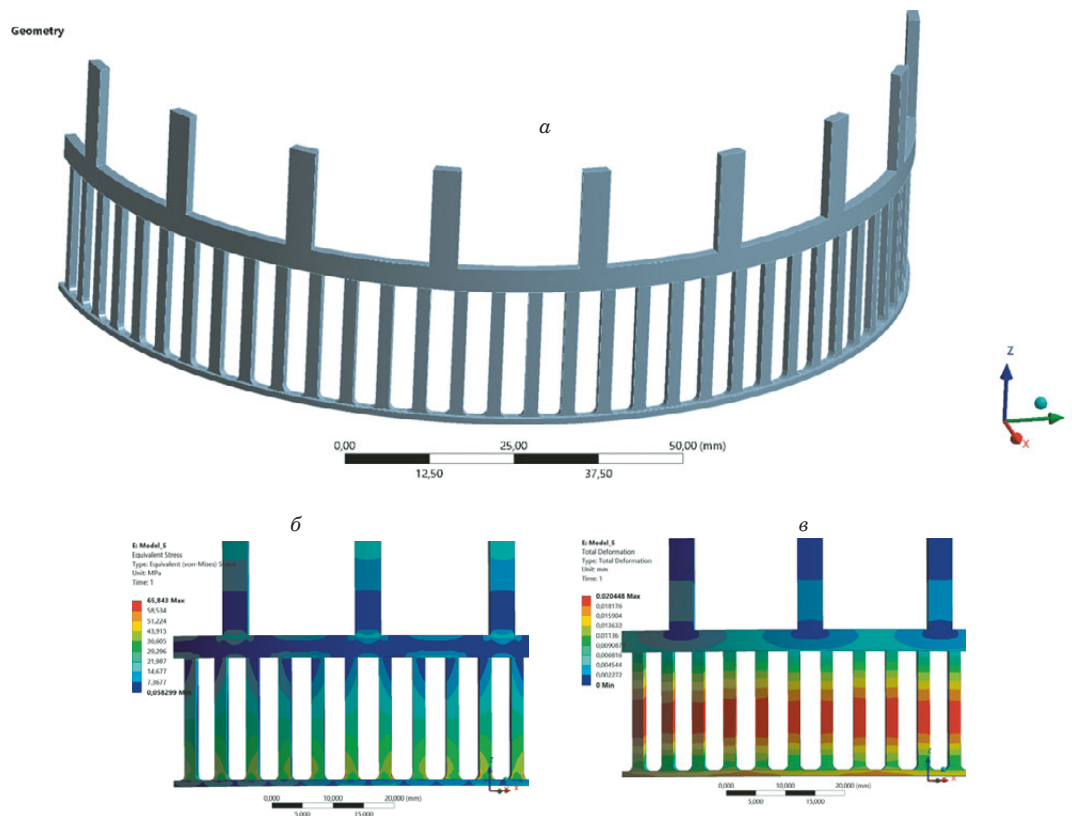 Geometry
а
Z
X
0,00 25,00 50,00 (mm)
12,50 37,50
б
E: Model_5
Equivalent Stress
Type: Equivalent (von-Mises) Stress
Unit: MPa
Time: 1
65,843 Max
58,534
51,224
43,915
36,605
29,296
21,987
14,677
7,3677
0,058299 Min
Z
X
0,000 10,000 20,000 (mm)
5,000 15,000
в
E: Model_5
Total Deformation
Type: Total Deformation
Unit: mm
Time: 1
0,020448 Max
0,018176
0,015904
0,013632
0,01136
0,009087
0,006816
0,004544
0,002272
0 Min
Z
X
0,000 10,000 20,000 (mm)
5,000 15,000